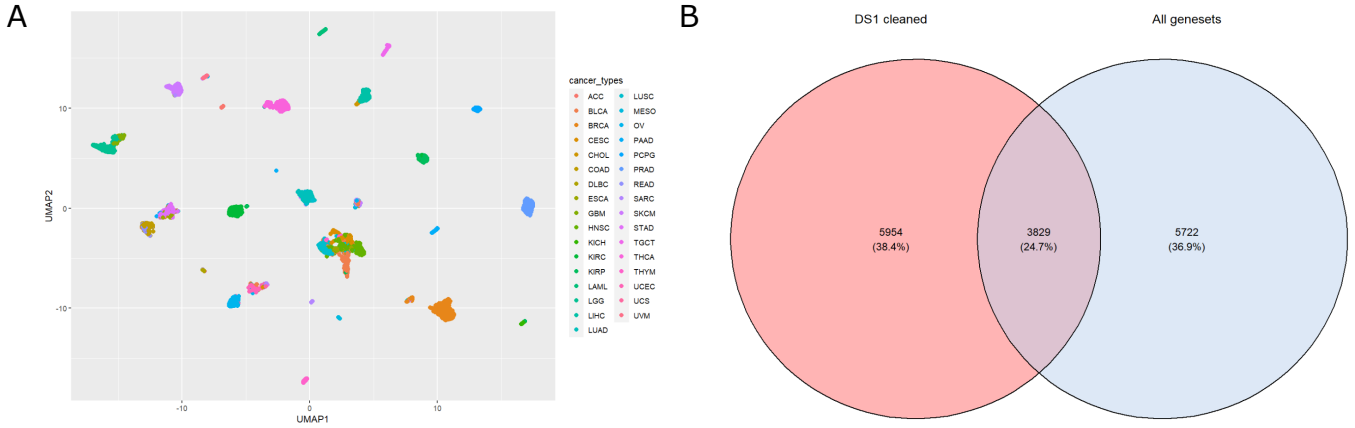 A
UMAP2
10
0
-10
-10
0
10
UMAP1
cancer_types
ACC
BLCA
BRCA
CESC
CHOL
COAD
DLBC
ESCA
GBM
HNSC
KICH
KIRC
KIRP
LAML
LGG
LIHC
LUAD
LUSC
MESO
OV
PAAD
PCPG
PRAD
READ
SARC
SKCM
STAD
TGCT
THCA
THYM
UCEC
UCS
UVM
B
DS1 cleaned
All genesets
5954
(38.4%)
3829
(24.7%)
5722
(36.9%)